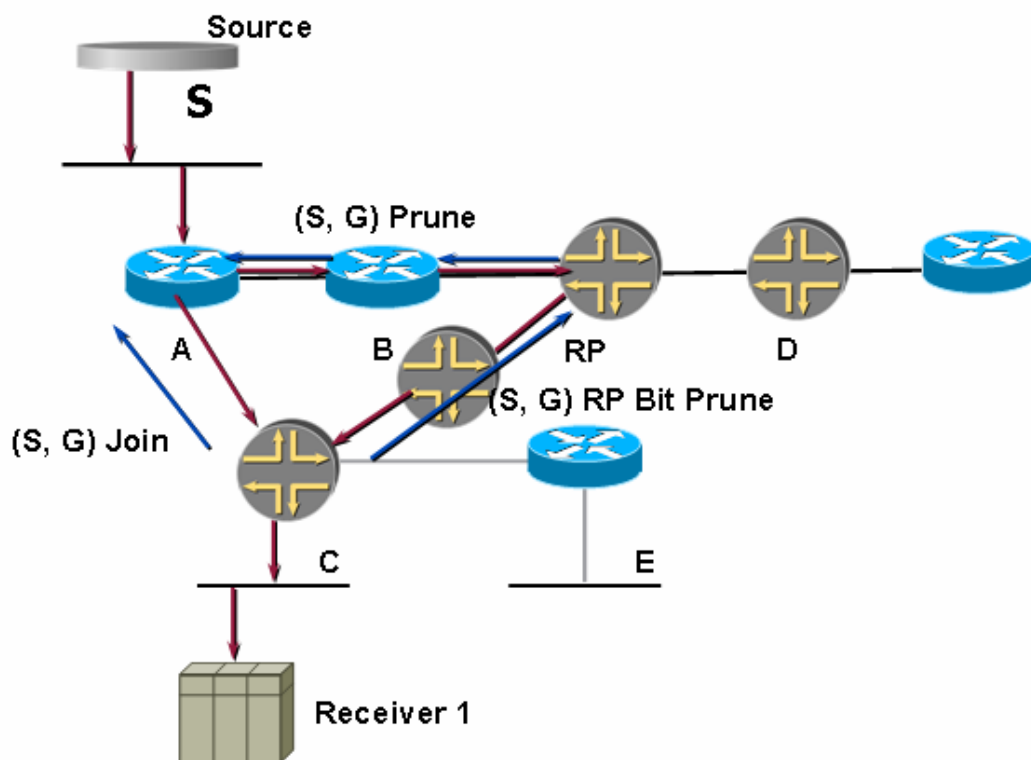 Source
S
(S, G) Prune
A
B
RP
D
(S, G) RP Bit Prune
(S, G) Join
C
E
Receiver 1